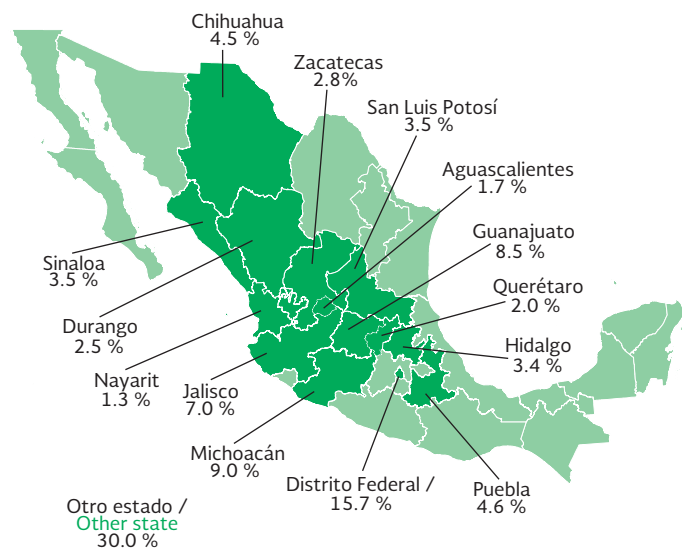 Chihuahua
4.5 %
Zacatecas
2.8%
San Luis Potosí
3.5 %
Aguascalientes
1.7 %
Guanajuato
8.5 %
Querétaro
2.0 %
Hidalgo
3.4 %
Sinaloa
3.5 %
Durango
2.5 %
Nayarit
1.3 %
Jalisco
7.0 %
Michoacán
9.0 %
Distrito Federal /
15.7 %
Puebla
4.6 %
Otro estado /
Other state
30.0 %